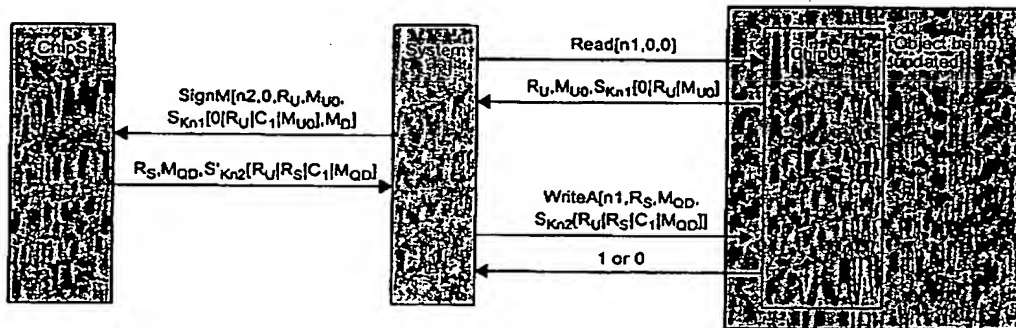 ChipS
System
[Object being
updated]
Read[n1,0,0]
R_U,M_U0,S_Kn1[0|R_U|M_U0]
SignM[n2,0,R_U,M_U0,
S_Kn1[0|R_U|C_1|M_U0],M_D]
R_S,M_QD,S'_Kn2[R_U|R_S|C_1|M_QD]
WriteA[n1,R_S,M_QD,
S_Kn2[R_U|R_S|C_1|M_QD]]
1 or 0